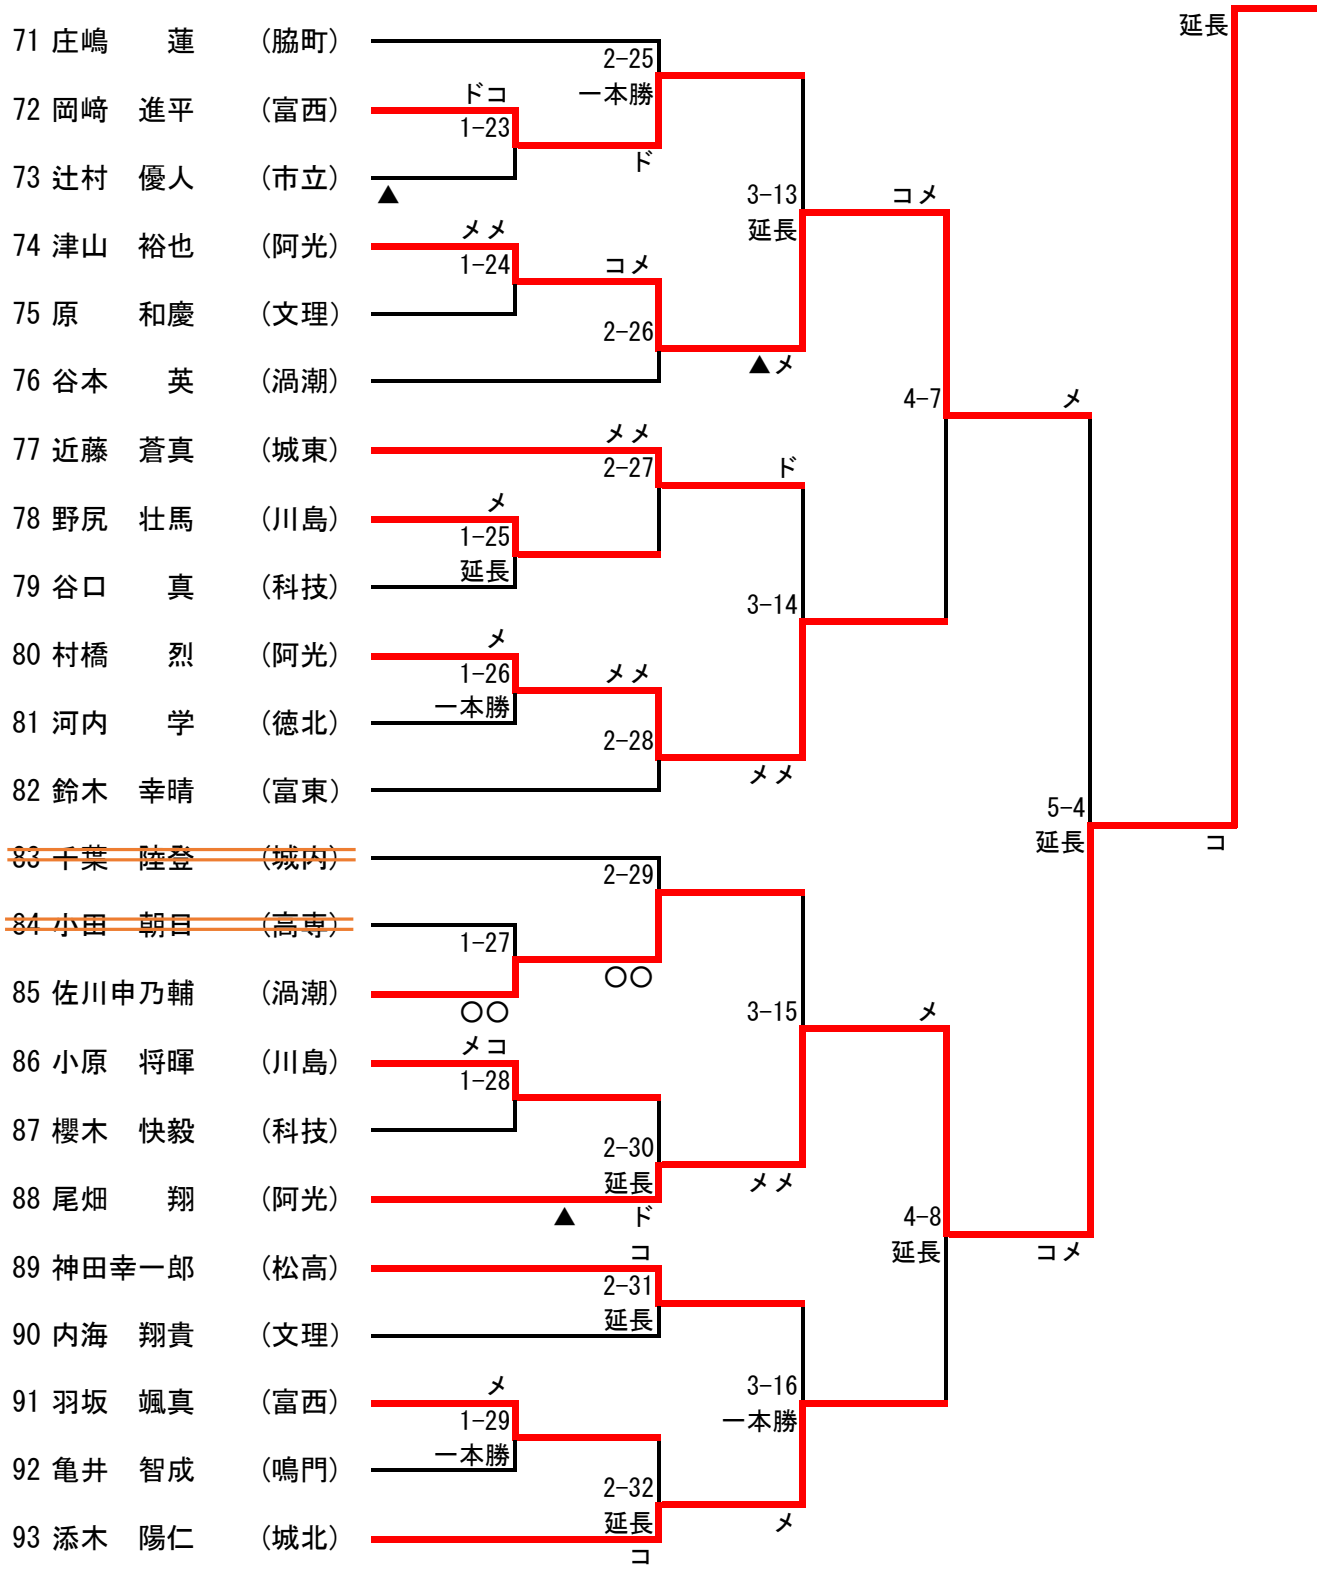 延長
71 庄嶋 蓮 (脇町)
2-25
一本勝
ドコ
72 岡﨑 進平 (富西)
1-23
ド
73 辻村 優人 (市立)
▲
3-13
コメ
延長
メメ
74 津山 裕也 (阿光)
1-24
コメ
75 原 和慶 (文理)
2-26
▲メ
76 谷本 英 (渦潮)
4-7
メ
メメ
77 近藤 蒼真 (城東)
2-27
ド
メ
78 野尻 壮馬 (川島)
1-25
延長
79 谷口 真 (科技)
3-14
メ
80 村橋 烈 (阿光)
1-26
メメ
一本勝
81 河内 学 (徳北)
2-28
メメ
82 鈴木 幸晴 (富東)
5-4
延長
コ
83 千葉 陸登 (城内)
2-29
84 小田 朝日 (高専)
1-27
○○
85 佐川申乃輔 (渦潮)
○○
3-15
メ
メコ
86 小原 将暉 (川島)
1-28
87 櫻木 快毅 (科技)
2-30
延長
メメ
88 尾畑 翔 (阿光)
▲ ド
4-8
延長
コメ
コ
89 神田幸一郎 (松高)
2-31
延長
90 内海 翔貴 (文理)
メ
3-16
一本勝
91 羽坂 颯真 (富西)
1-29
一本勝
92 亀井 智成 (鳴門)
2-32
延長
メ
93 添木 陽仁 (城北)
コ